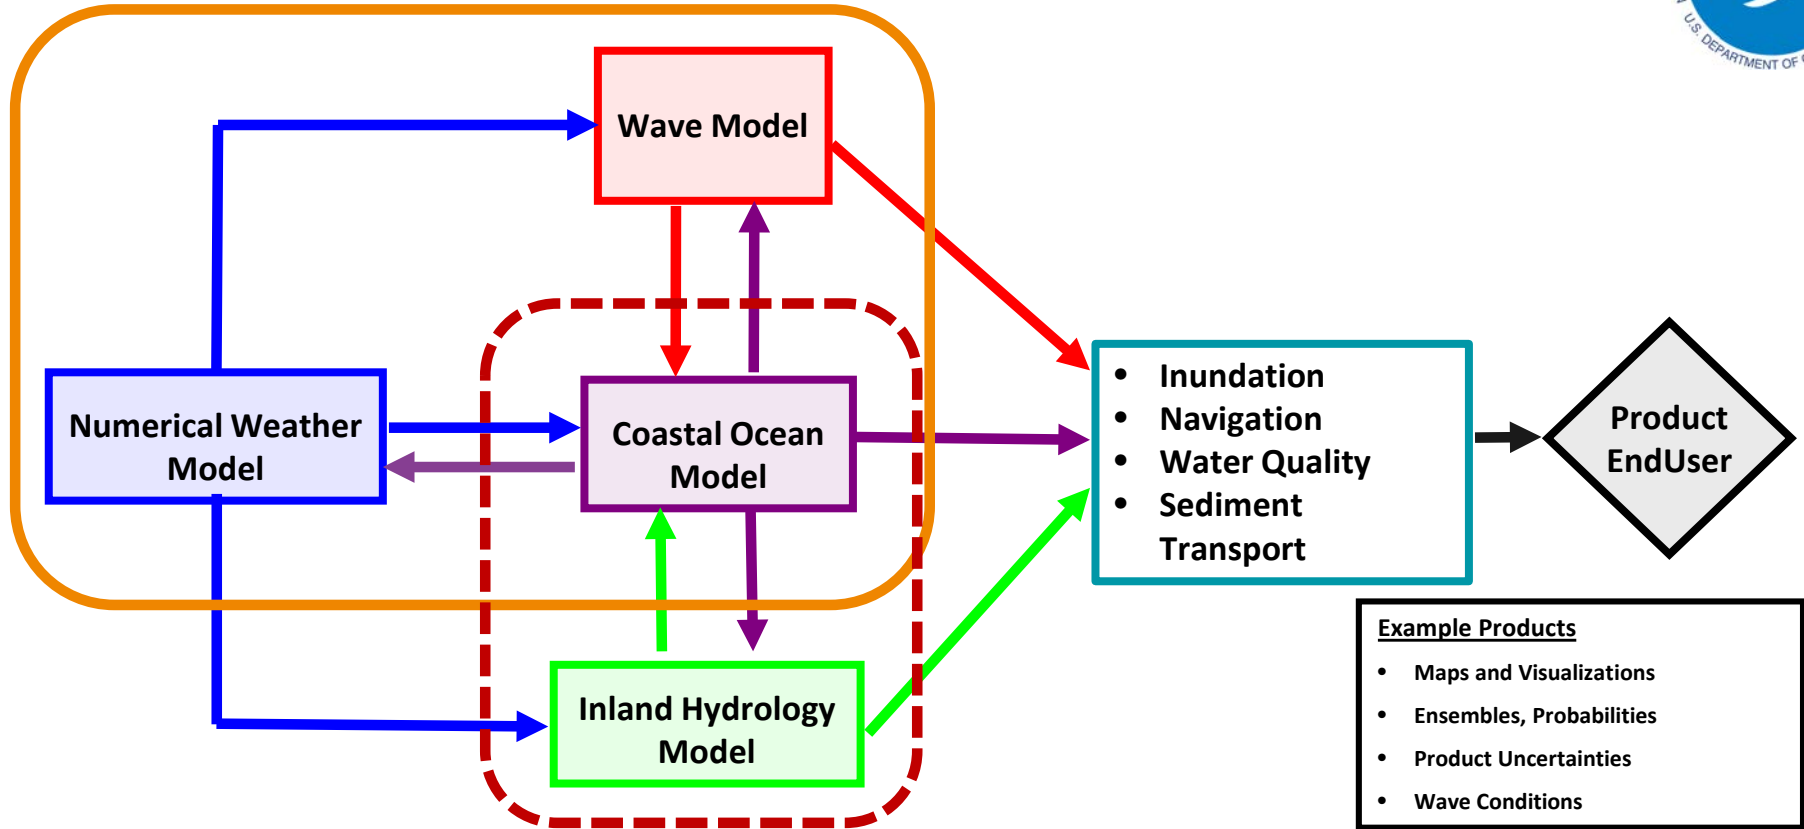 U.S. DEPARTMENT OF
Wave Model
Numerical Weather
Model
Coastal Ocean
Model
Inland Hydrology
Model
• Inundation
• Navigation
• Water Quality
• Sediment
Transport
Product
EndUser
Example Products
• Maps and Visualizations
• Ensembles, Probabilities
• Product Uncertainties
• Wave Conditions